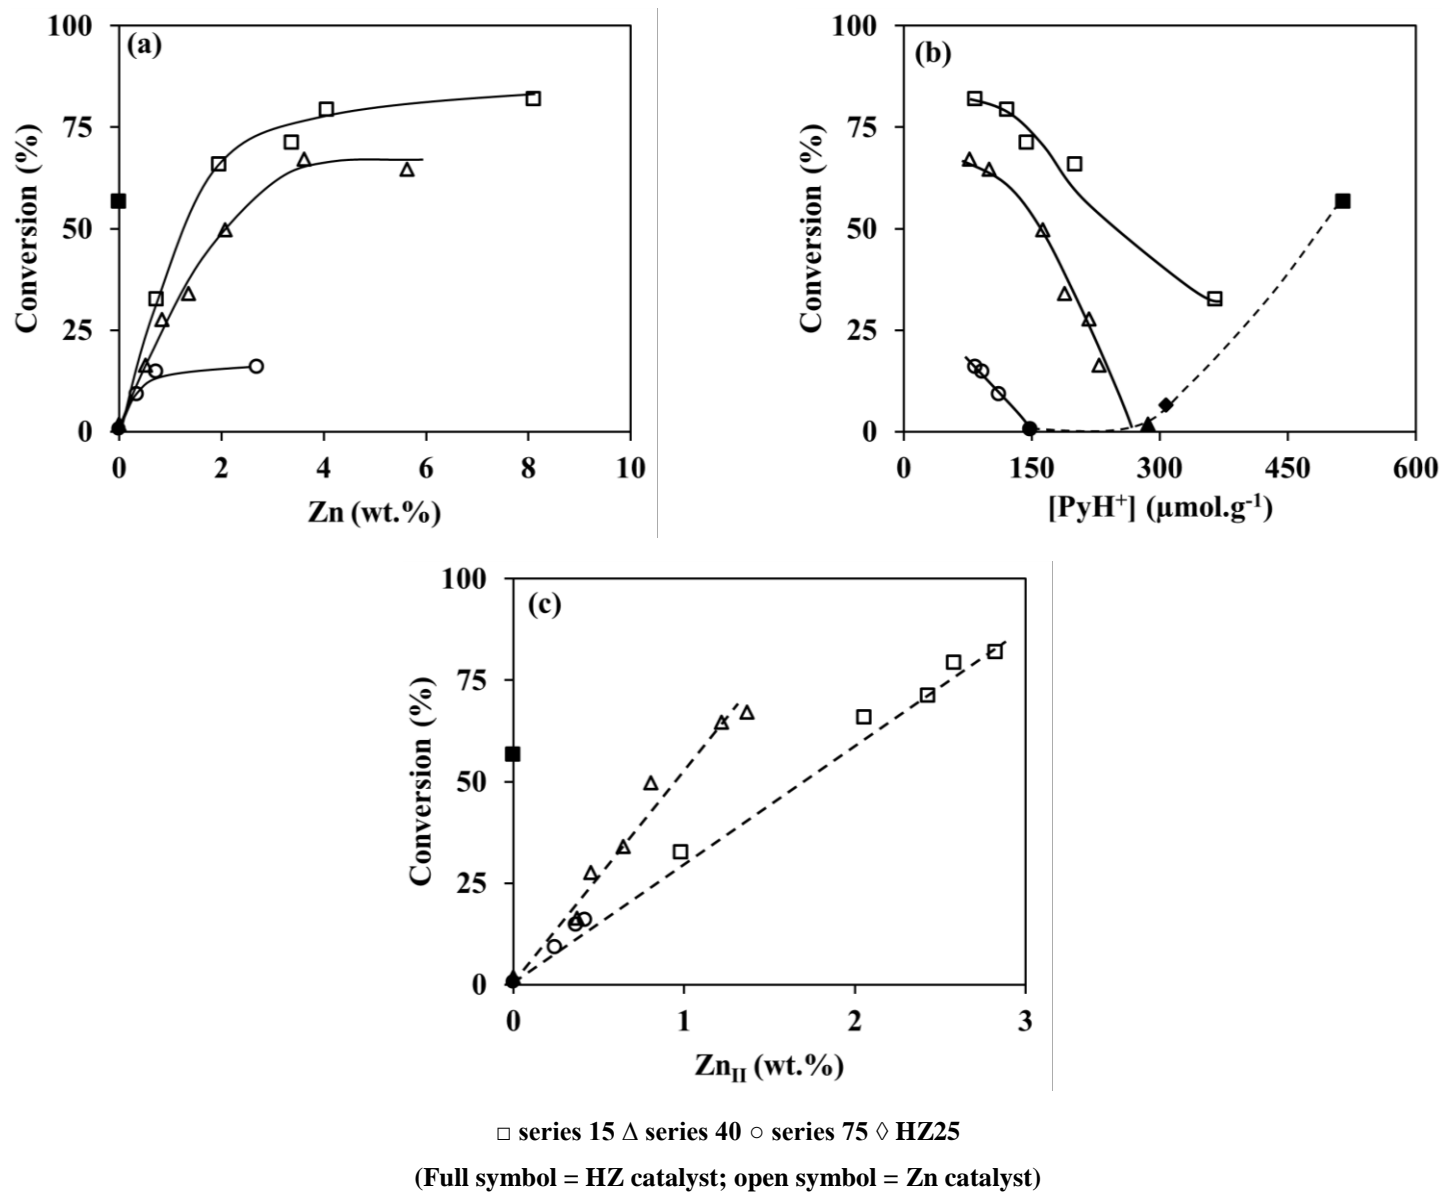 (a)
Conversion (%)
100
75
50
25
0
0 2 4 6 8 10
Zn (wt.%)
(b)
Conversion (%)
100
75
50
25
0
0 150 300 450 600
[PyH⁺] (µmol.g⁻¹)
(c)
Conversion (%)
100
75
50
25
0
0 1 2 3
Zn_II (wt.%)
□ series 15 Δ series 40 ○ series 75 ◊ HZ25
(Full symbol = HZ catalyst; open symbol = Zn catalyst)